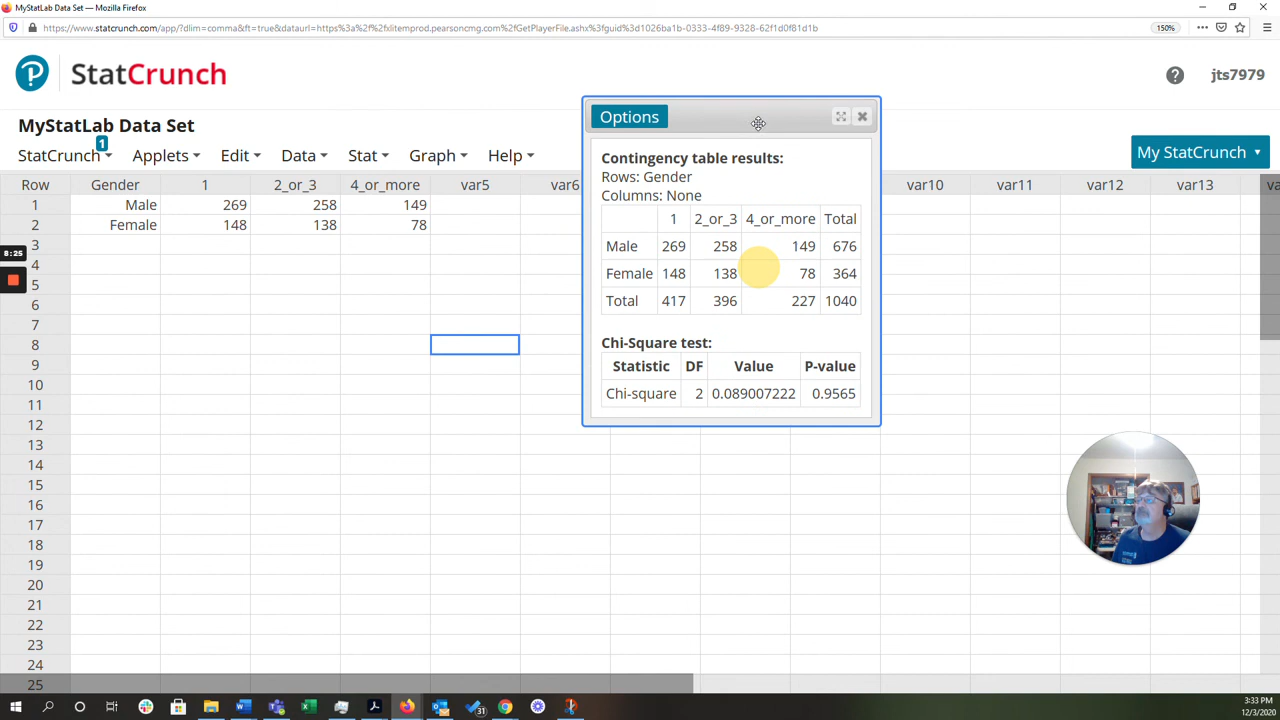 MyStatLab Data Set — Mozilla Firefox
https://www.statcrunch.com/app/?dlim=comma&ft=true&dataurl=https%3a%2f%2fxlitemprod.pearsoncmg.com%2fGetPlayerFile.ashx%3fguid%3d1026ba1b-0333-4f89-9328-62f1d0f81d1b 150%
P StatCrunch jts7979
MyStatLab Data Set
StatCrunch 1 Applets Edit Data Stat Graph Help My StatCrunch
Row Gender 1 2_or_3 4_or_more var5 var6 var10 var11 var12 var13 va
1 Male 269 258 149
2 Female 148 138 78
3
4
5
6
7
8
9
10
11
12
13
14
15
16
17
18
19
20
21
22
23
24
25
8:25
Options
Contingency table results:
Rows: Gender
Columns: None
1 2_or_3 4_or_more Total
Male 269 258 149 676
Female 148 138 78 364
Total 417 396 227 1040
Chi-Square test:
Statistic DF Value P-value
Chi-square 2 0.089007222 0.9565
31
3:33 PM
12/3/2020